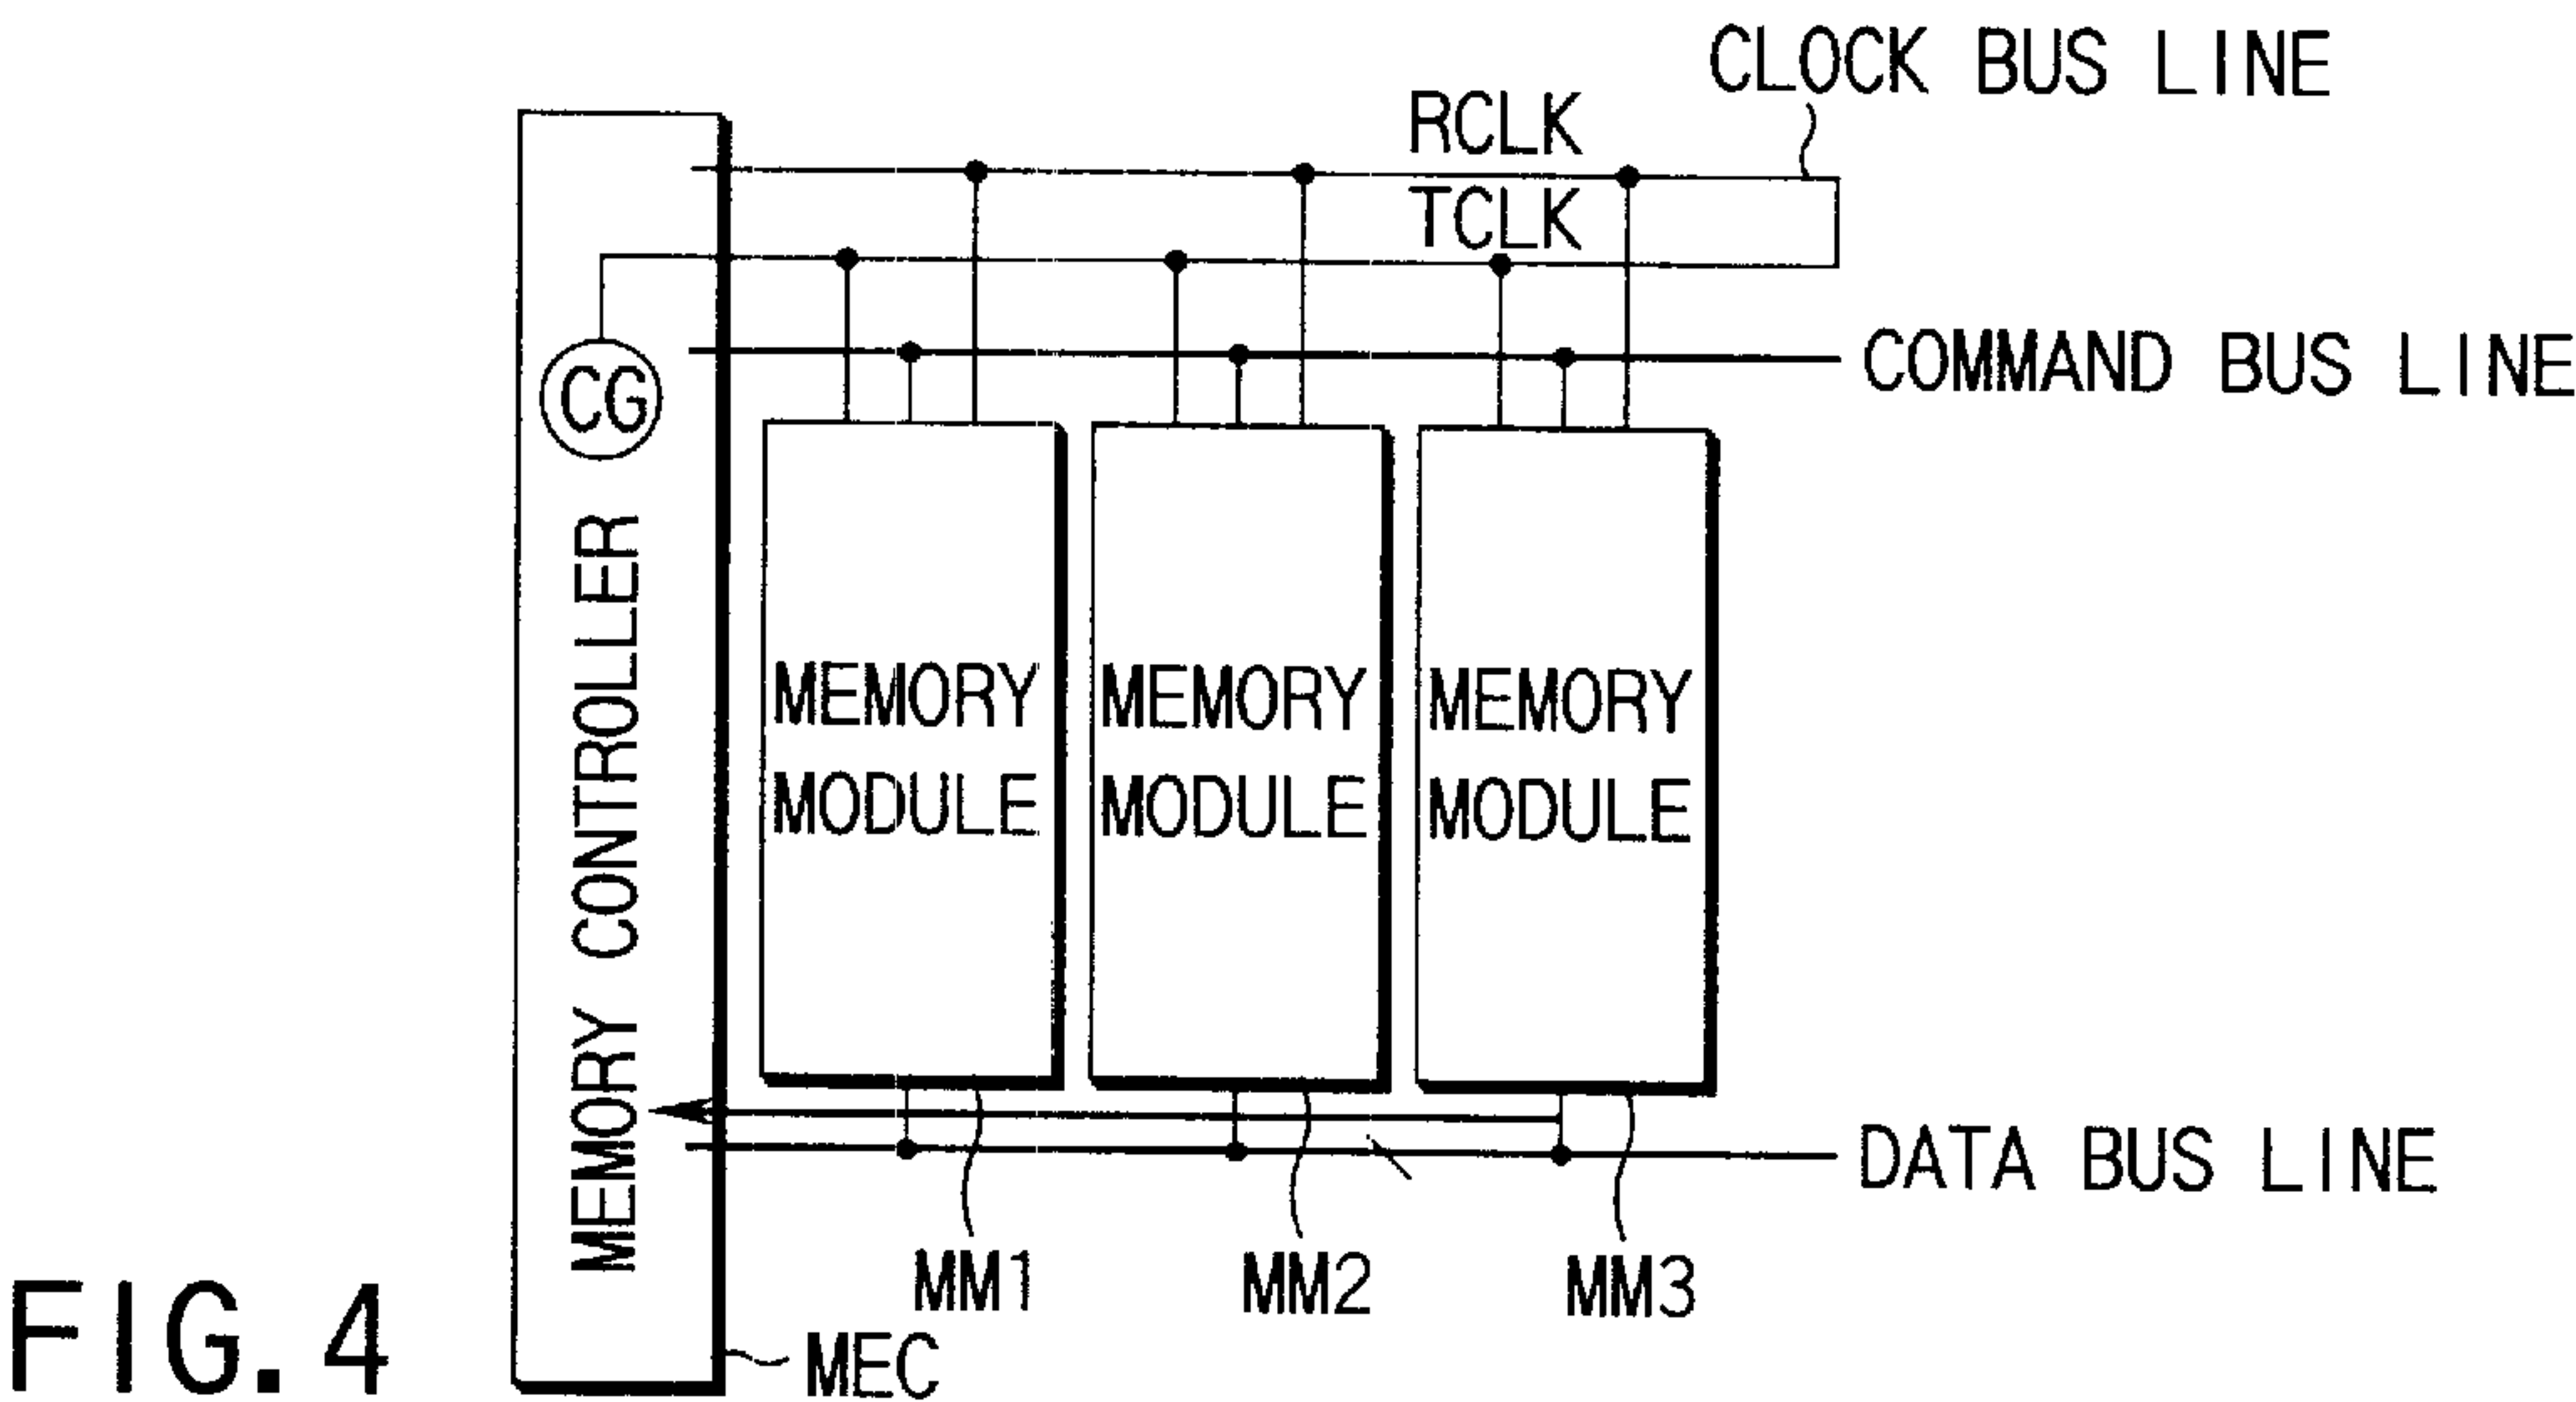 CLOCK BUS LINE
RCLK
TCLK
COMMAND BUS LINE
CG
MEMORY CONTROLLER
MEMORY
MODULE
MEMORY
MODULE
MEMORY
MODULE
DATA BUS LINE
MM1
MM2
MM3
MEC
FIG. 4